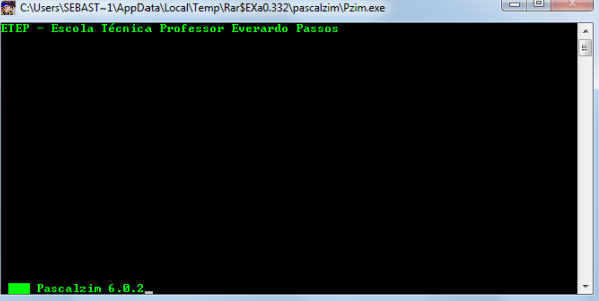 C:\Users\SEBAST~1\AppData\Local\Temp\Rar$EXa0.332\pascalzim\Pzim.exe
ETEP - Escola Técnica Professor Everardo Passos
Pascalzim 6.0.2